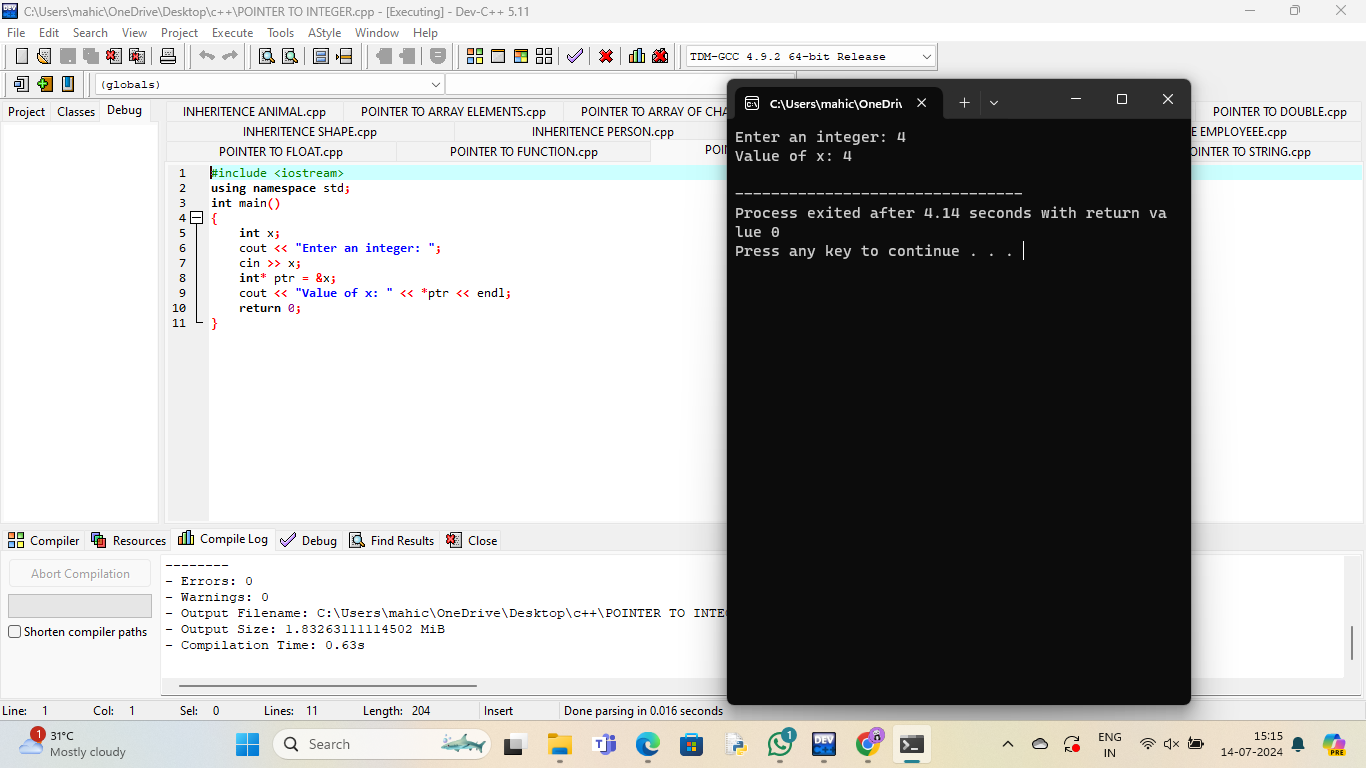 C:\Users\mahic\OneDrive\Desktop\c++\POINTER TO INTEGER.cpp - [Executing] - Dev-C++ 5.11
File Edit Search View Project Execute Tools AStyle Window Help
TDM-GCC 4.9.2 64-bit Release
(globals)
Project Classes Debug
INHERITENCE ANIMAL.cpp POINTER TO ARRAY ELEMENTS.cpp POINTER TO ARRAY OF CHA POINTER TO DOUBLE.cpp
INHERITENCE SHAPE.cpp INHERITENCE PERSON.cpp E EMPLOYEEE.cpp
POINTER TO FLOAT.cpp POINTER TO FUNCTION.cpp POIN OINTER TO STRING.cpp
1 #include <iostream>
2 using namespace std;
3 int main()
4 {
5 int x;
6 cout << "Enter an integer: ";
7 cin >> x;
8 int* ptr = &x;
9 cout << "Value of x: " << *ptr << endl;
10 return 0;
11 }
C:\Users\mahic\OneDri
Enter an integer: 4
Value of x: 4
--------------------------------
Process exited after 4.14 seconds with return va
lue 0
Press any key to continue . . .
Compiler Resources Compile Log Debug Find Results Close
Abort Compilation
Shorten compiler paths
--------
- Errors: 0
- Warnings: 0
- Output Filename: C:\Users\mahic\OneDrive\Desktop\c++\POINTER TO INTE
- Output Size: 1.83263111114502 MiB
- Compilation Time: 0.63s
Line: 1 Col: 1 Sel: 0 Lines: 11 Length: 204 Insert Done parsing in 0.016 seconds
1
31°C
Mostly cloudy
Search
DEV
1
ENG
IN
15:15
14-07-2024
PRE